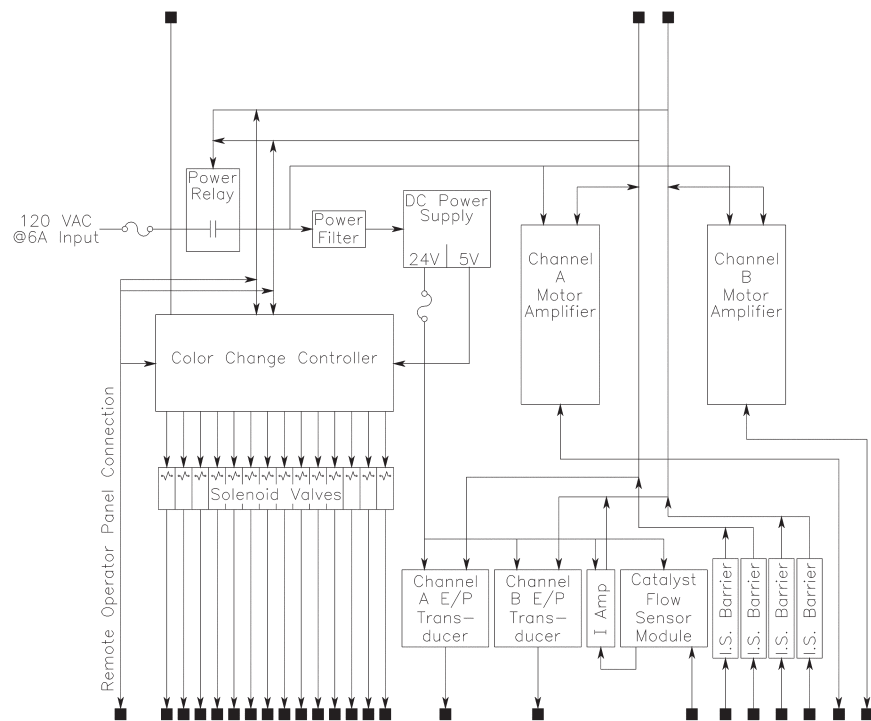 Power
Relay
120 VAC
@6A Input
Power
Filter
DC Power
Supply
24V
5V
Channel
A
Motor
Amplifier
Channel
B
Motor
Amplifier
Color Change Controller
Remote Operator Panel Connection
Solenoid Valves
Channel
A E/P
Trans-
ducer
Channel
B E/P
Trans-
ducer
I Amp
Catalyst
Flow
Sensor
Module
I.S. Barrier
I.S. Barrier
I.S. Barrier
I.S. Barrier